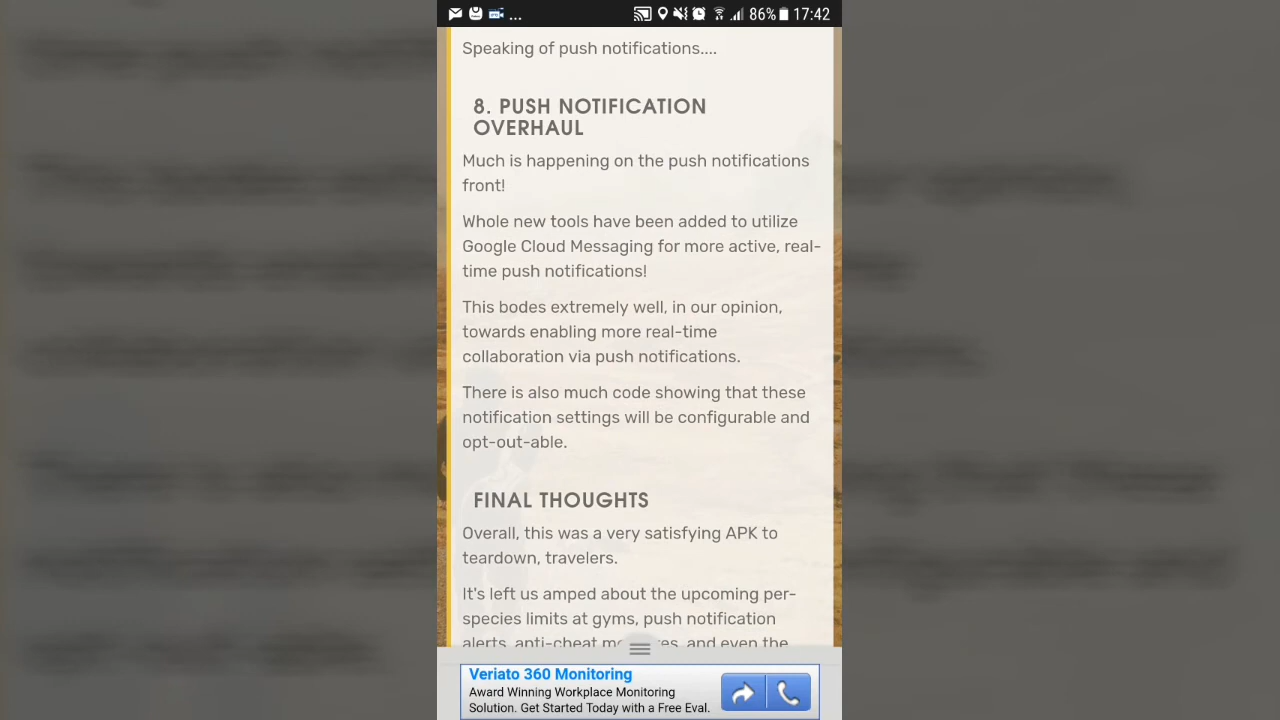 ... 86% 17:42
Speaking of push notifications....
8. PUSH NOTIFICATION
OVERHAUL
Much is happening on the push notifications
front!
Whole new tools have been added to utilize
Google Cloud Messaging for more active, real-
time push notifications!
This bodes extremely well, in our opinion,
towards enabling more real-time
collaboration via push notifications.
There is also much code showing that these
notification settings will be configurable and
opt-out-able.
FINAL THOUGHTS
Overall, this was a very satisfying APK to
teardown, travelers.
It's left us amped about the upcoming per-
species limits at gyms, push notification
alerts, anti-cheat and even the
Veriato 360 Monitoring
Award Winning Workplace Monitoring
Solution. Get Started Today with a Free Eval.